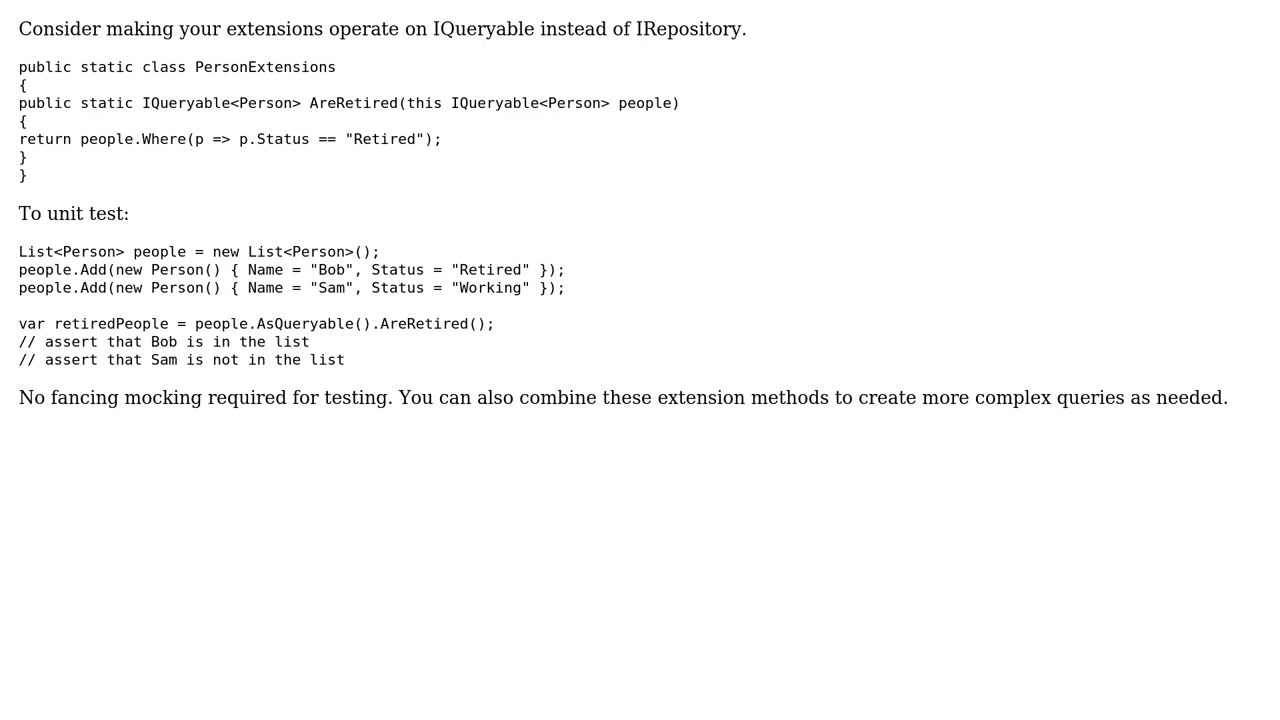 Consider making your extensions operate on IQueryable instead of IRepository.
public static class PersonExtensions
{
public static IQueryable<Person> AreRetired(this IQueryable<Person> people)
{
return people.Where(p => p.Status == "Retired");
}
}
To unit test:
List<Person> people = new List<Person>();
people.Add(new Person() { Name = "Bob", Status = "Retired" });
people.Add(new Person() { Name = "Sam", Status = "Working" });
var retiredPeople = people.AsQueryable().AreRetired();
// assert that Bob is in the list
// assert that Sam is not in the list
No fancing mocking required for testing. You can also combine these extension methods to create more complex queries as needed.